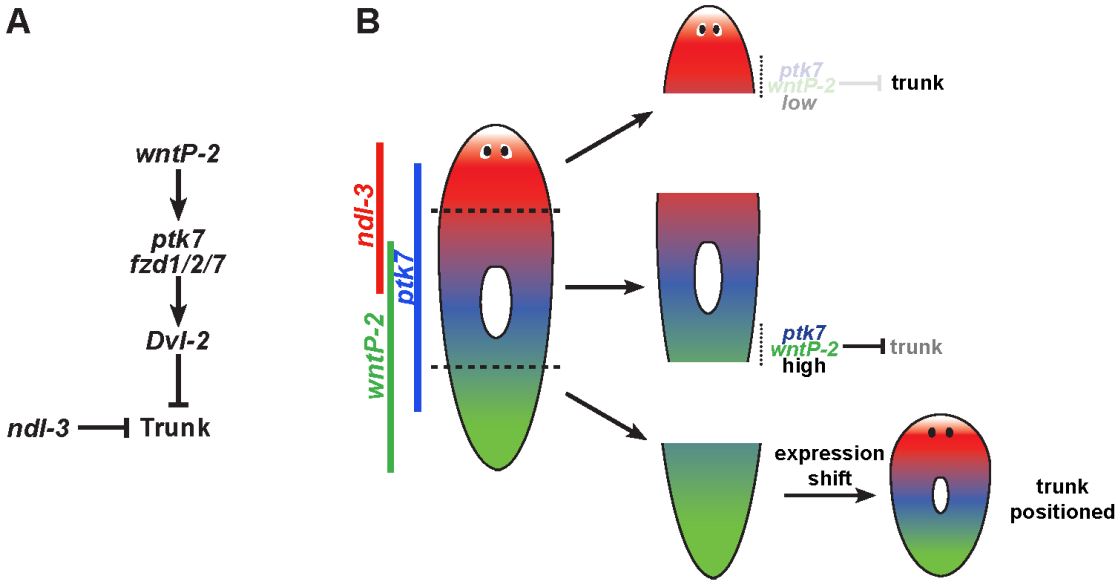 A
wntP-2
ptk7
fzd1/2/7
Dvl-2
ndl-3
Trunk
B
ndl-3
wntP-2
ptk7
ptk7
wntP-2
low
trunk
ptk7
wntP-2
high
trunk
expression
shift
trunk
positioned